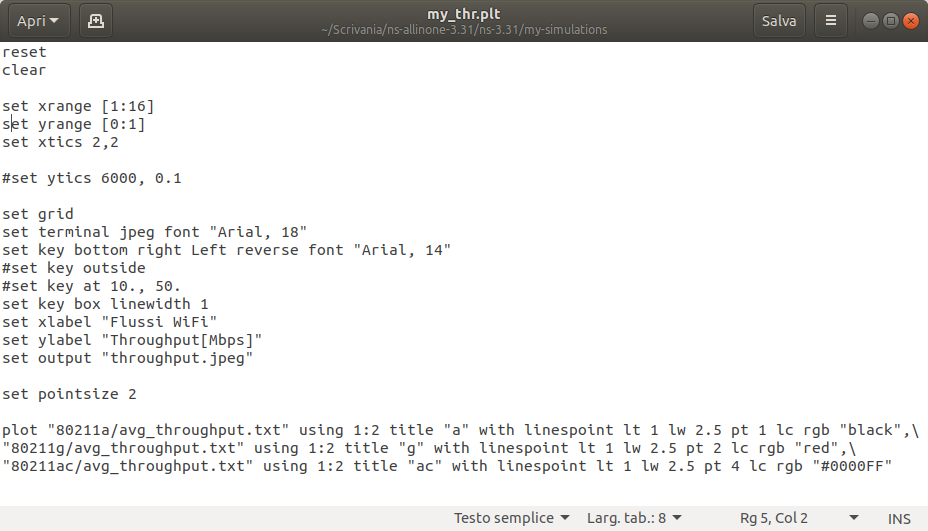 Apri
my_thr.plt
~/Scrivania/ns-allinone-3.31/ns-3.31/my-simulations
Salva
reset
clear
set xrange [1:16]
set yrange [0:1]
set xtics 2,2
#set ytics 6000, 0.1
set grid
set terminal jpeg font "Arial, 18"
set key bottom right Left reverse font "Arial, 14"
#set key outside
#set key at 10., 50.
set key box linewidth 1
set xlabel "Flussi WiFi"
set ylabel "Throughput[Mbps]"
set output "throughput.jpeg"
set pointsize 2
plot "80211a/avg_throughput.txt" using 1:2 title "a" with linespoint lt 1 lw 2.5 pt 1 lc rgb "black",\
"80211g/avg_throughput.txt" using 1:2 title "g" with linespoint lt 1 lw 2.5 pt 2 lc rgb "red",\
"80211ac/avg_throughput.txt" using 1:2 title "ac" with linespoint lt 1 lw 2.5 pt 4 lc rgb "#0000FF"
Testo semplice Larg. tab.: 8 Rg 5, Col 2 INS